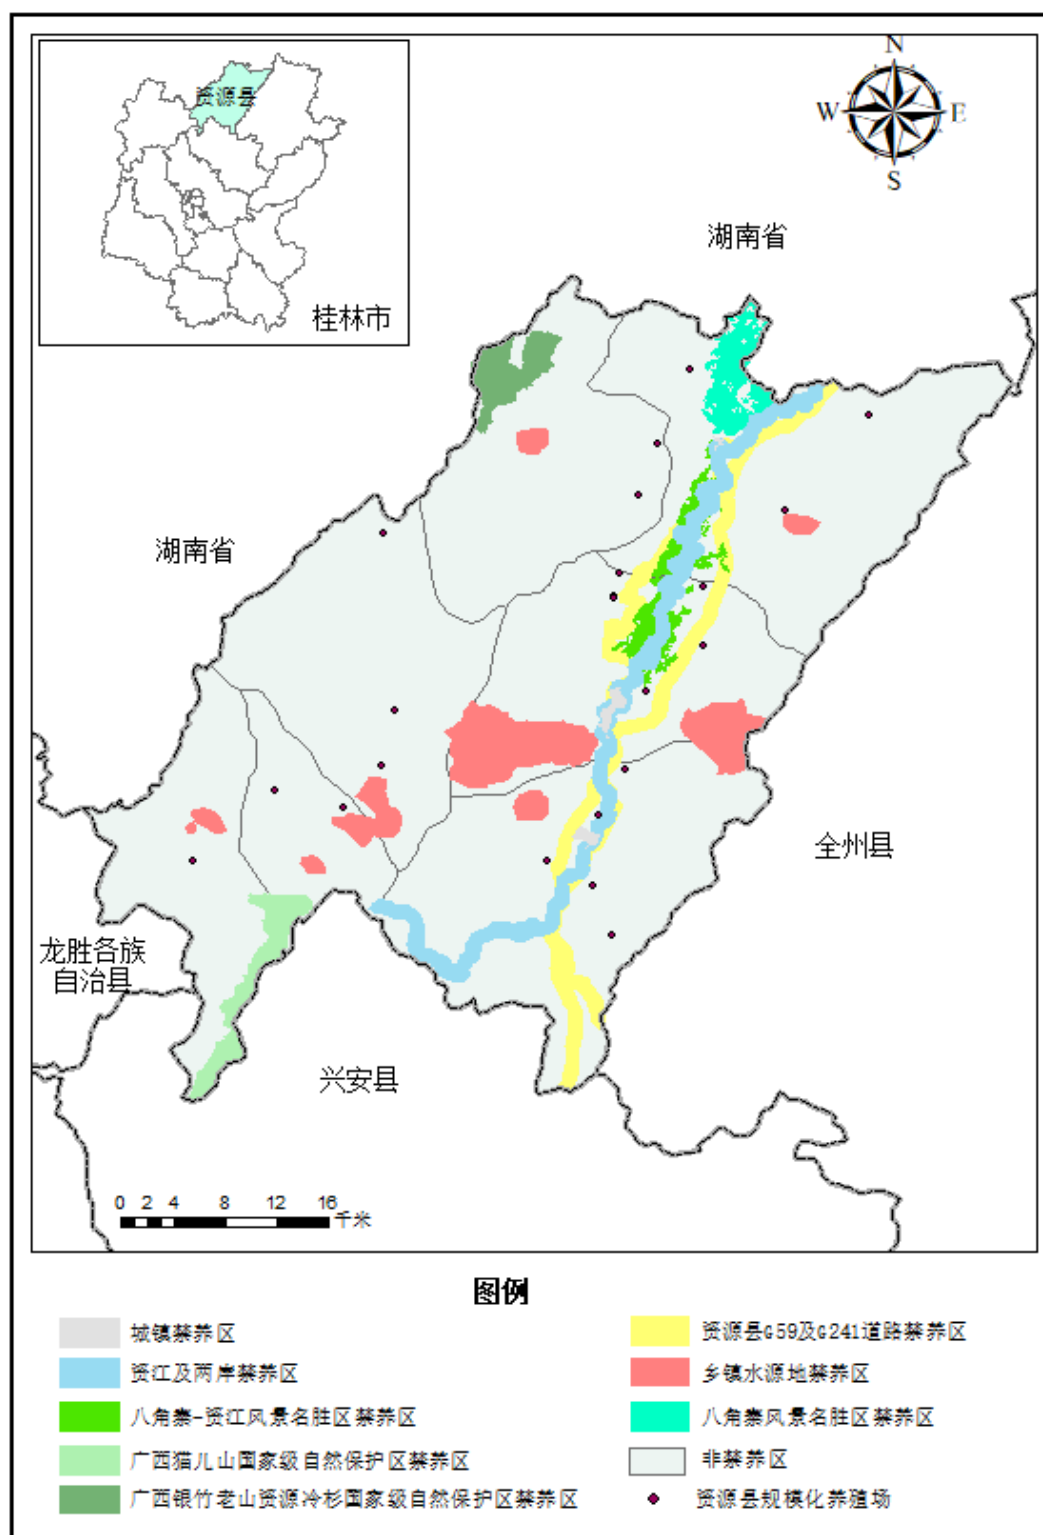 资源县
桂林市
N
W
E
S
湖南省
湖南省
全州县
龙胜各族
自治县
兴安县
0 2 4 8 12 16
千米
图例
城镇禁养区
资江及两岸禁养区
八角寨-资江风景名胜区禁养区
广西猫儿山国家级自然保护区禁养区
广西银竹老山资源冷杉国家级自然保护区禁养区
资源县G59及G241道路禁养区
乡镇水源地禁养区
八角寨风景名胜区禁养区
非禁养区
资源县规模化养殖场